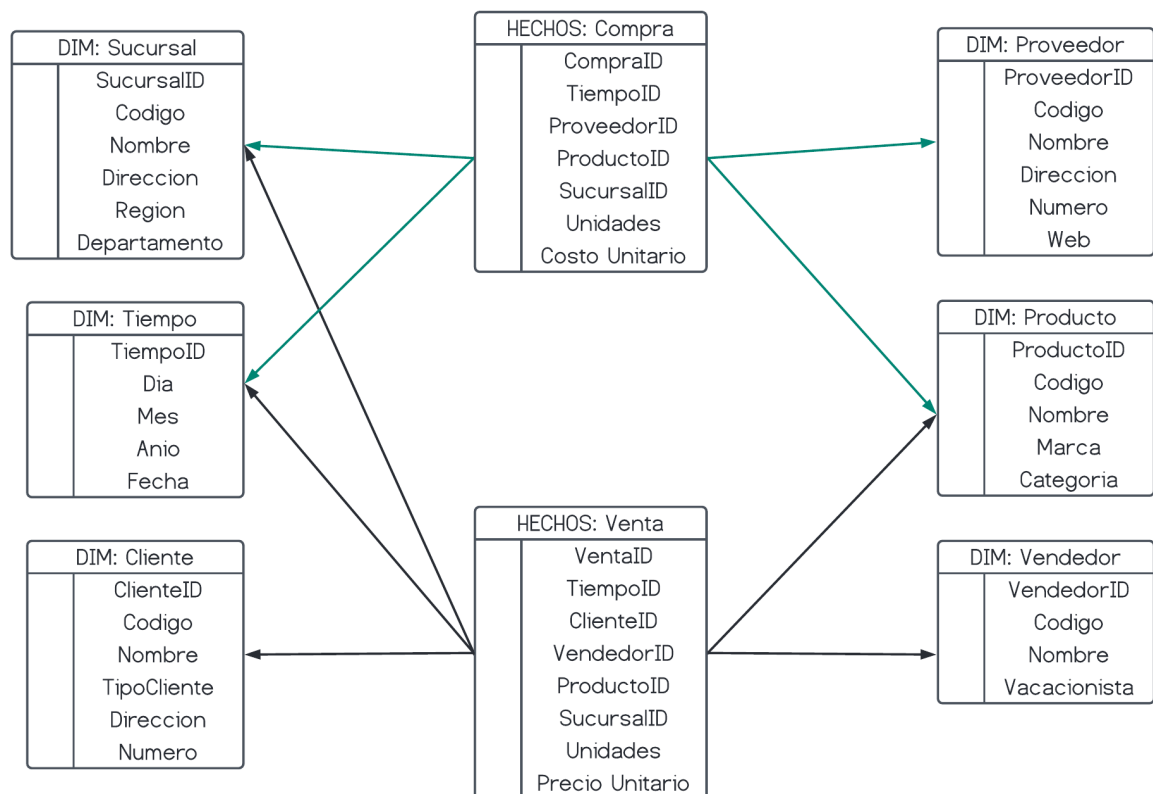 DIM: Sucursal
SucursalID
Codigo
Nombre
Direccion
Region
Departamento
HECHOS: Compra
CompraID
TiempoID
ProveedorID
ProductoID
SucursalID
Unidades
Costo Unitario
DIM: Proveedor
ProveedorID
Codigo
Nombre
Direccion
Numero
Web
DIM: Tiempo
TiempoID
Dia
Mes
Anio
Fecha
DIM: Producto
ProductoID
Codigo
Nombre
Marca
Categoria
DIM: Cliente
ClienteID
Codigo
Nombre
TipoCliente
Direccion
Numero
HECHOS: Venta
VentaID
TiempoID
ClienteID
VendedorID
ProductoID
SucursalID
Unidades
Precio Unitario
DIM: Vendedor
VendedorID
Codigo
Nombre
Vacacionista